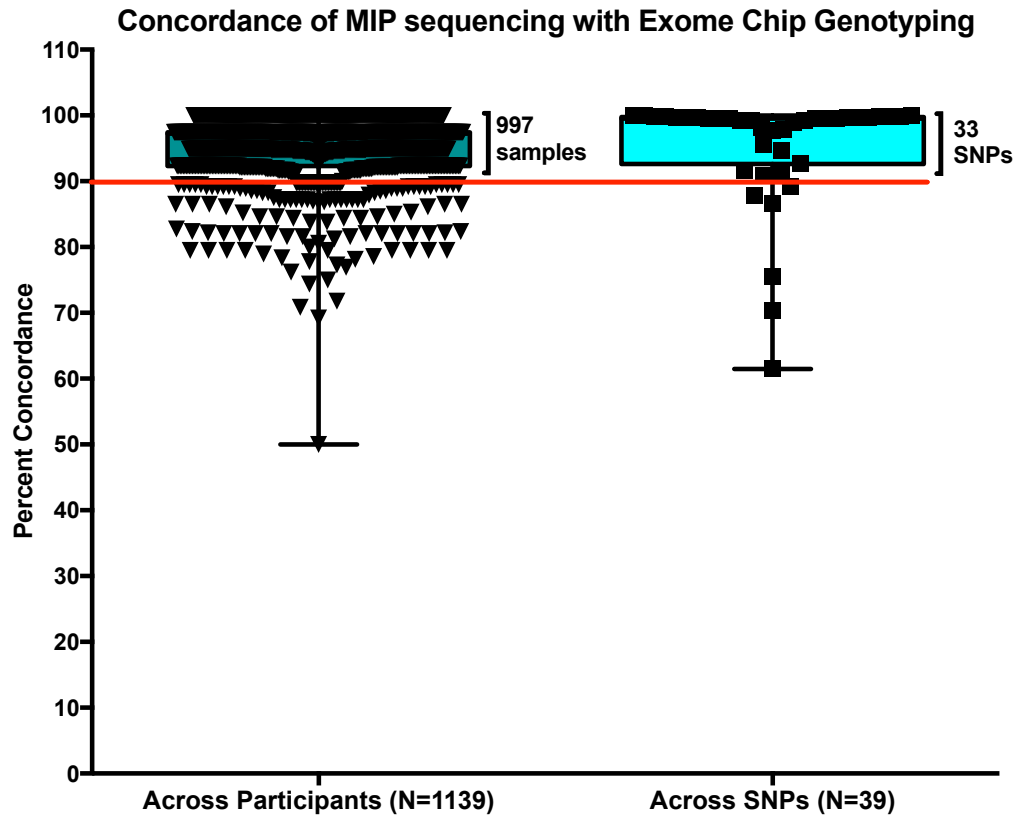 Concordance of MIP sequencing with Exome Chip Genotyping
110
100
90
80
70
60
50
40
30
20
10
0
Percent Concordance
997
samples
33
SNPs
Across Participants (N=1139)
Across SNPs (N=39)